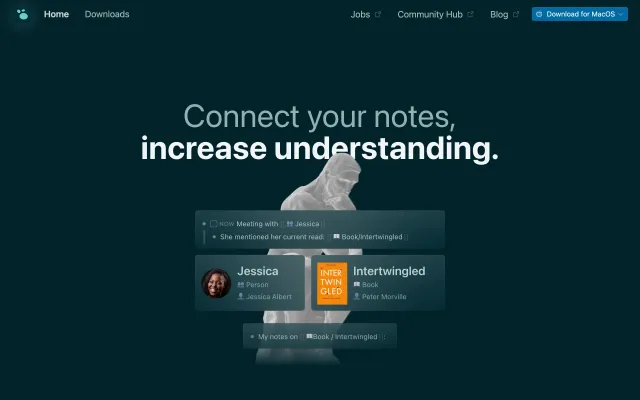 Home
Downloads
Jobs
Community Hub
Blog
Download for MacOS
Connect your notes,
increase understanding.
NOW Meeting with [[👥 Jessica]]
She mentioned her current read: [[📖 Book/Intertwingled]]
Jessica
👥 Person
👤 Jessica Albert
INTER
TWIN
GLED
Intertwingled
📖 Book
👤 Peter Morville
My notes on [[📖Book / Intertwingled]]: